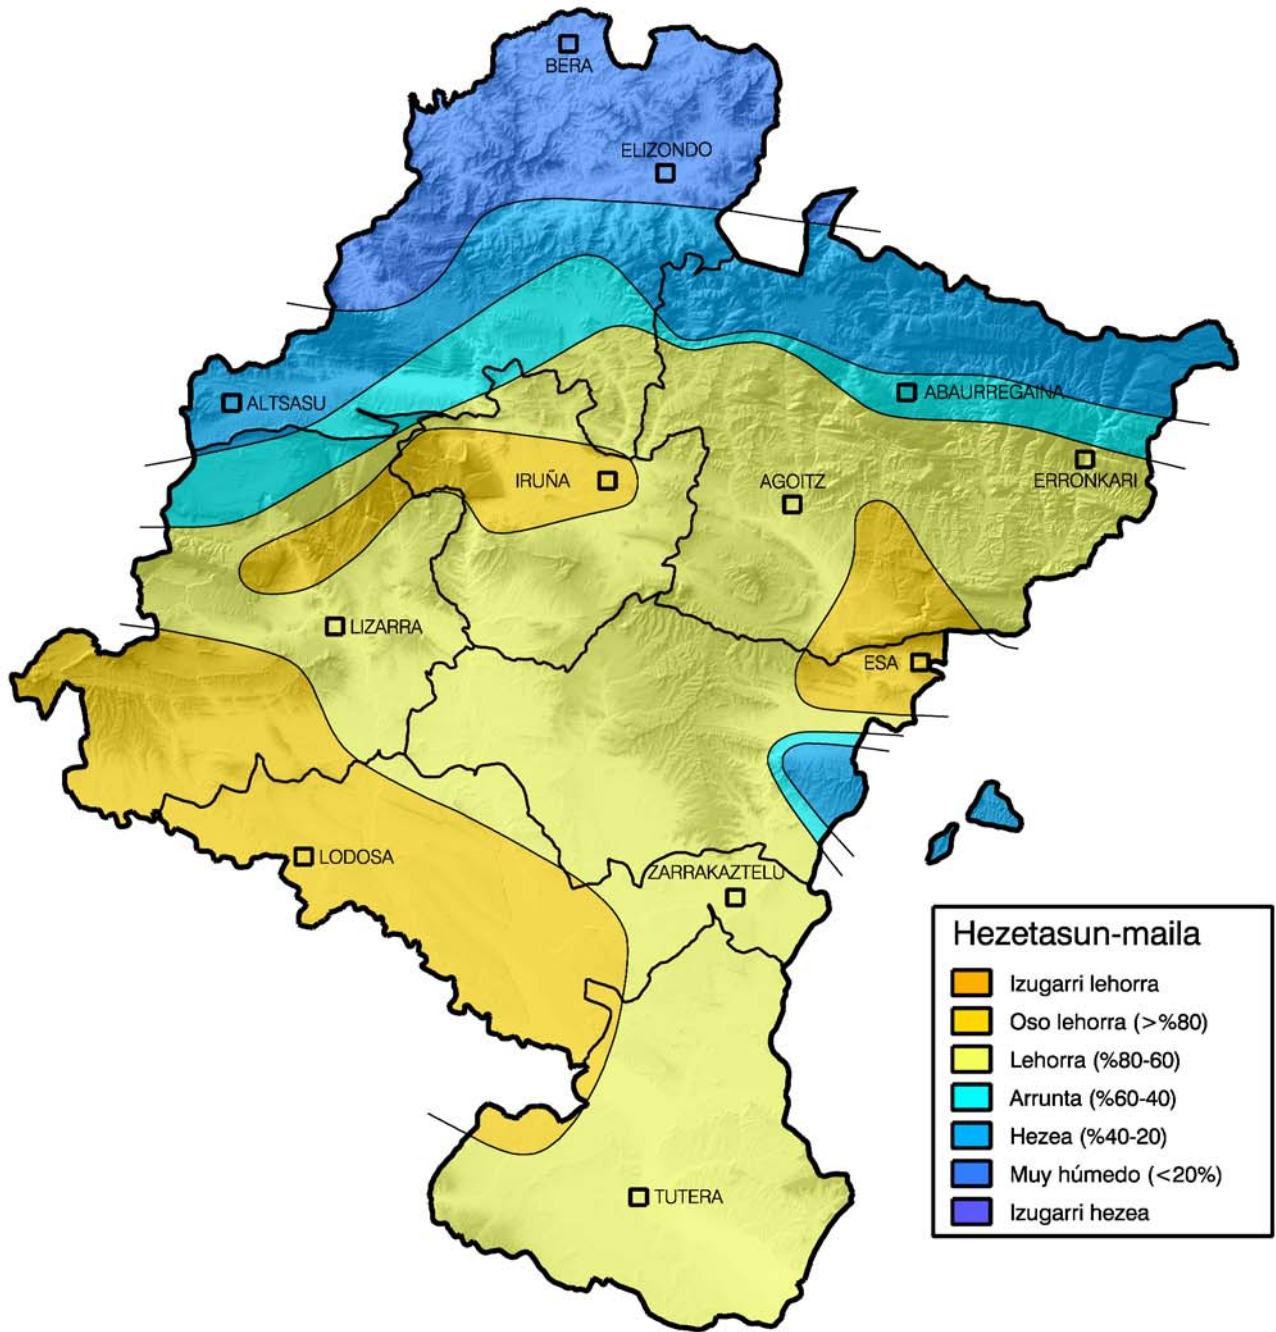 BERA
ELIZONDO
ALTSASU
ABAURREGAINA
IRUÑA
AGOITZ
ERRONKARI
LIZARRA
ESA
LODOSA
ZARRAKAZTELU
TUTERA
Hezetasun-maila
Izugarri lehorra
Oso lehorra (>%80)
Lehorra (%80-60)
Arrunta (%60-40)
Hezea (%40-20)
Muy húmedo (<20%)
Izugarri hezea